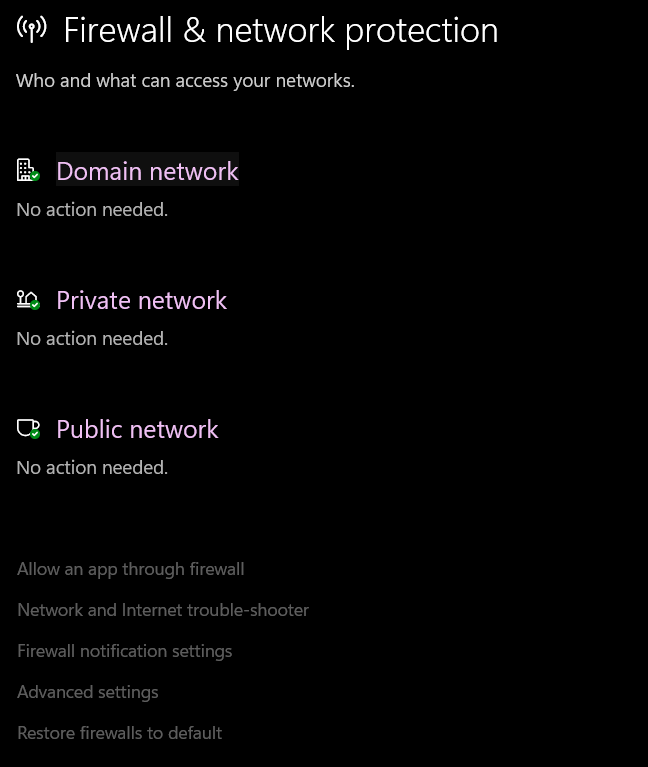 Firewall & network protection
Who and what can access your networks.
Domain network
No action needed.
Private network
No action needed.
Public network
No action needed.
Allow an app through firewall
Network and Internet trouble-shooter
Firewall notification settings
Advanced settings
Restore firewalls to default